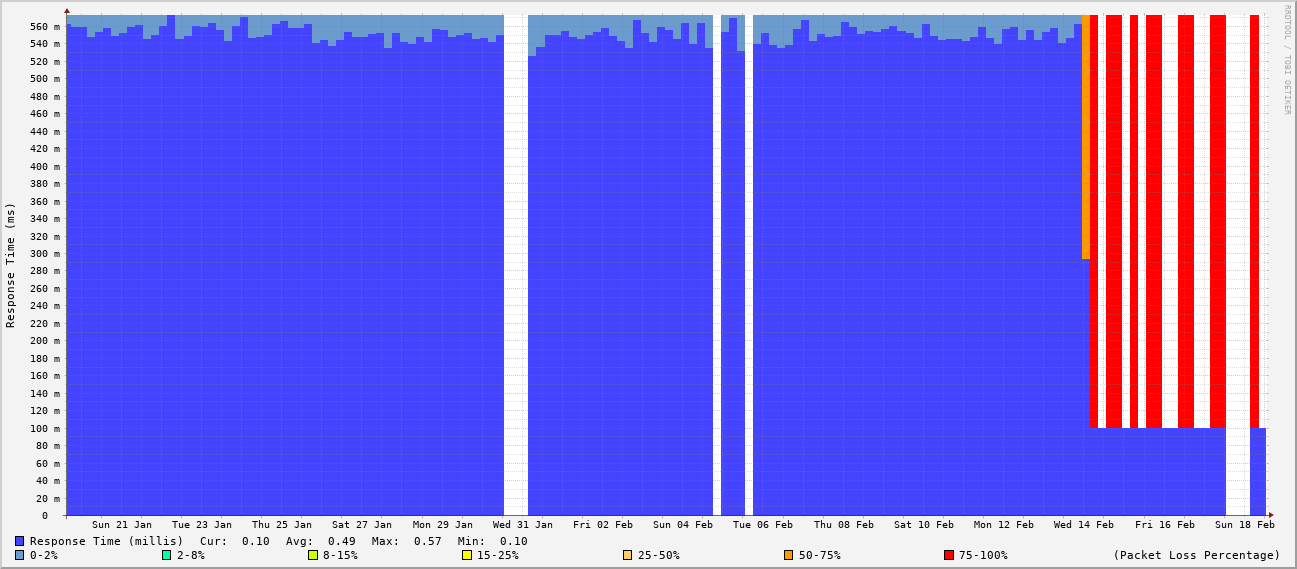 RRDTOOL / TOBI OETIKER
Response Time (ms)
560 m
540 m
520 m
500 m
480 m
460 m
440 m
420 m
400 m
380 m
360 m
340 m
320 m
300 m
280 m
260 m
240 m
220 m
200 m
180 m
160 m
140 m
120 m
100 m
80 m
60 m
40 m
20 m
0
Sun 21 Jan Tue 23 Jan Thu 25 Jan Sat 27 Jan Mon 29 Jan Wed 31 Jan Fri 02 Feb Sun 04 Feb Tue 06 Feb Thu 08 Feb Sat 10 Feb Mon 12 Feb Wed 14 Feb Fri 16 Feb Sun 18 Feb
Response Time (millis) Cur: 0.10 Avg: 0.49 Max: 0.57 Min: 0.10
0-2% 2-8% 8-15% 15-25% 25-50% 50-75% 75-100% (Packet Loss Percentage)